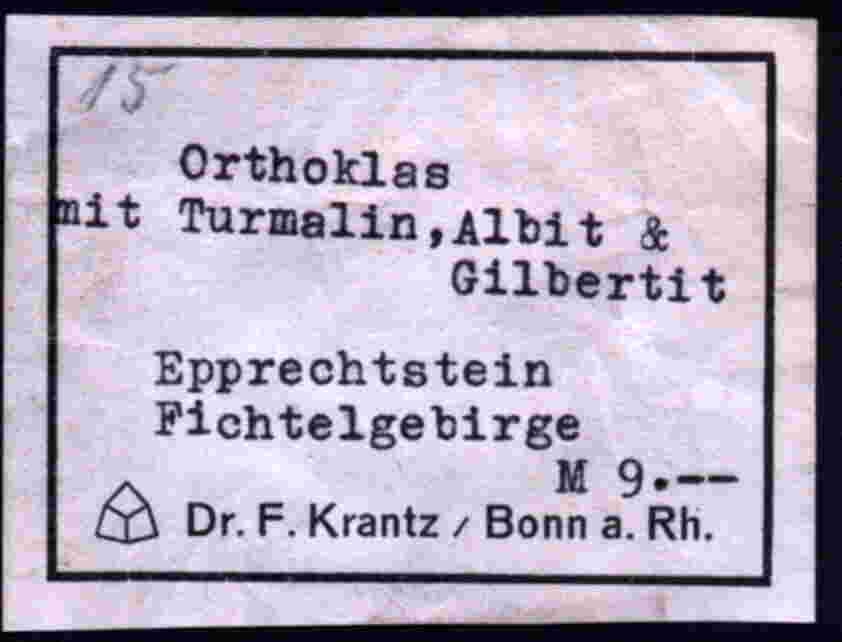 15
Orthoklas
mit Turmalin, Albit &
Gilbertit
Epprechtstein
Fichtelgebirge
M 9.--
Dr. F. Krantz / Bonn a. Rh.